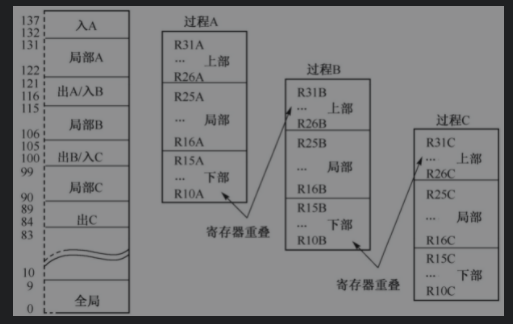 137
132
入A
131
局部A
122
121
116
出A/入B
115
局部B
106
105
100
出B/入C
99
局部C
90
89
84
出C
83
10
9
全局
0
过程A
R31A
... 上部
R26A
R25A
... 局部
R16A
R15A
... 下部
R10A
寄存器重叠
过程B
R31B
... 上部
R26B
R25B
... 局部
R16B
R15B
... 下部
R10B
寄存器重叠
过程C
R31C
... 上部
R26C
R25C
... 局部
R16C
R15C
... 下部
R10C